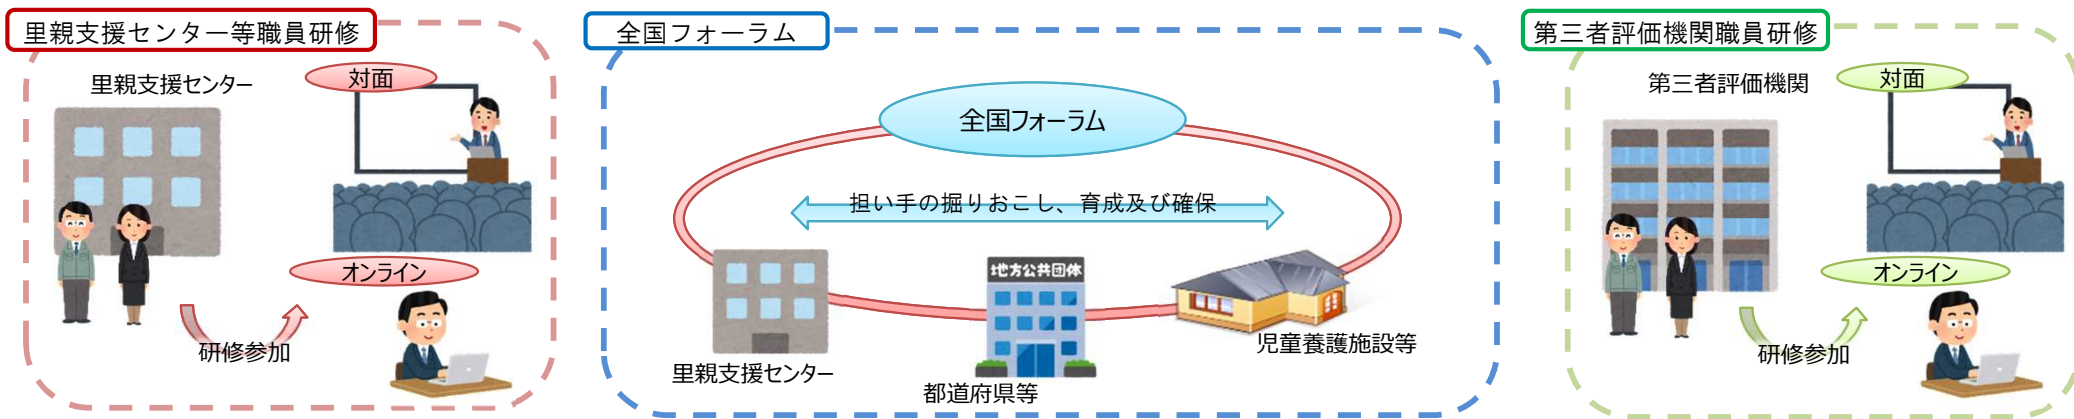 里親支援センター等職員研修
里親支援センター
対面
オンライン
研修参加
全国フォーラム
全国フォーラム
担い手の掘りおこし、育成及び確保
里親支援センター
地方公共団体
都道府県等
児童養護施設等
第三者評価機関職員研修
第三者評価機関
対面
オンライン
研修参加